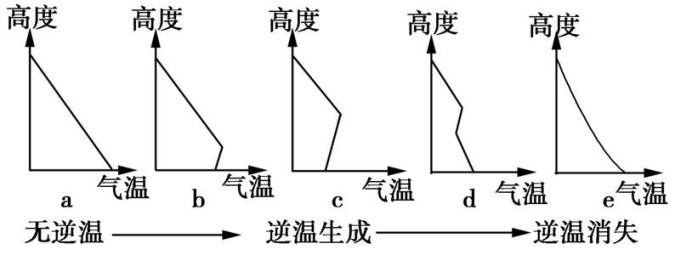 高度 高度 高度 高度 高度
a 气温 b 气温 c 气温 d 气温 e 气温
无逆温 逆温生成 逆温消失